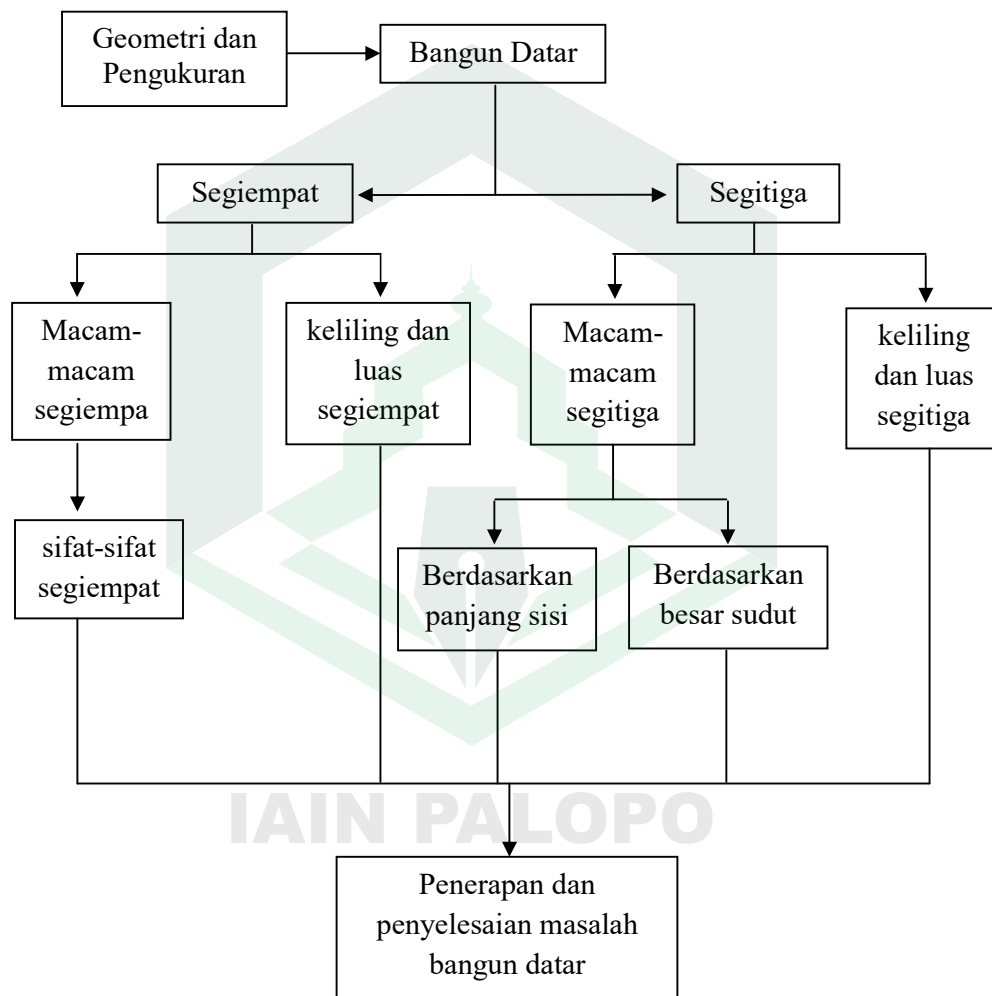 Geometri dan
Pengukuran
Bangun Datar
Segiempat
Segitiga
Macam-
macam
segiempa
keliling dan
luas
segiempat
Macam-
macam
segitiga
keliling
dan luas
segitiga
sifat-sifat
segiempat
Berdasarkan
panjang sisi
Berdasarkan
besar sudut
IAIN PALOPO
Penerapan dan
penyelesaian masalah
bangun datar